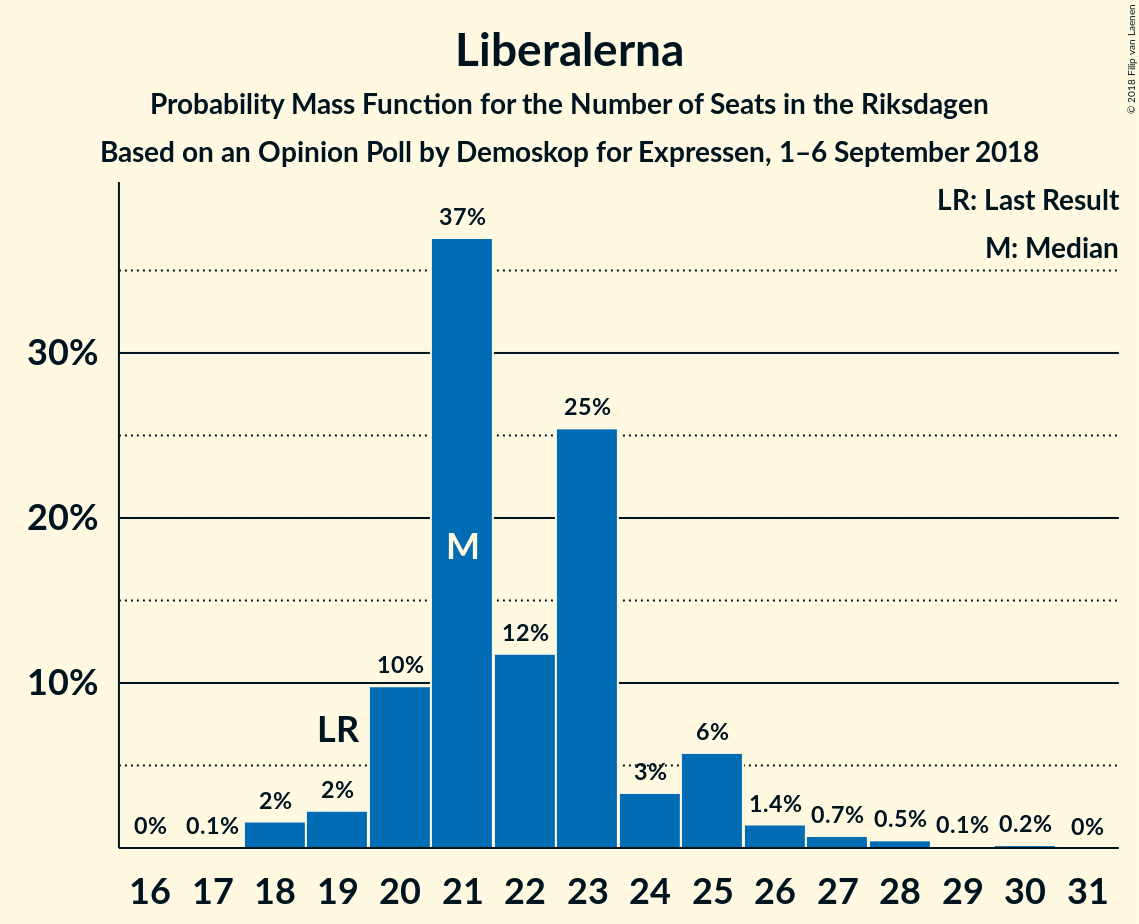 © 2018 Filip van Laenen
Liberalerna
Probability Mass Function for the Number of Seats in the Riksdagen
Based on an Opinion Poll by Demoskop for Expressen, 1–6 September 2018
LR: Last Result
M: Median
37%
30%
25%
20%
M
12%
10%
10%
LR
6%
3%
2%
2%
1.4%
0.7%
0.5%
0.1%
0.2%
0%
0%
0.1%
16 17 18 19 20 21 22 23 24 25 26 27 28 29 30 31